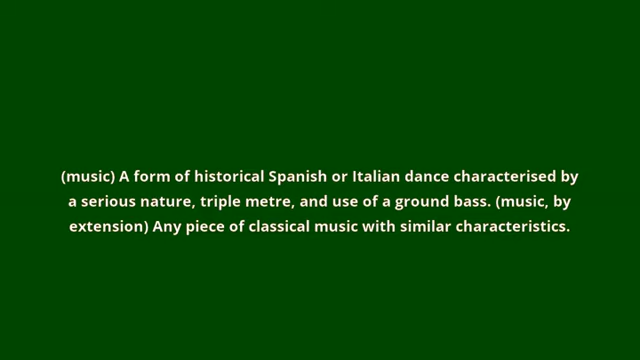 (music) A form of historical Spanish or Italian dance characterised by
a serious nature, triple metre, and use of a ground bass. (music, by
extension) Any piece of classical music with similar characteristics.